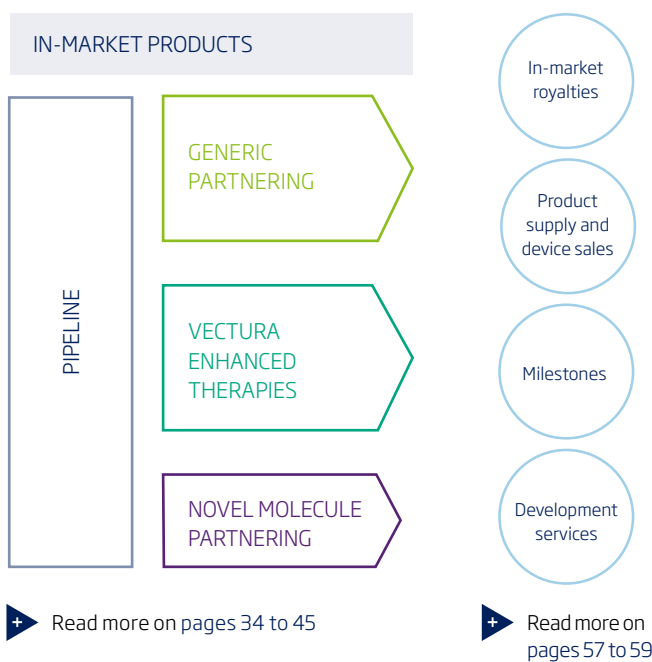 IN-MARKET PRODUCTS
PIPELINE
GENERIC
PARTNERING
VECTURA
ENHANCED
THERAPIES
NOVEL MOLECULE
PARTNERING
+ Read more on pages 34 to 45
In-market
royalties
Product
supply and
device sales
Milestones
Development
services
+ Read more on
pages 57 to 59